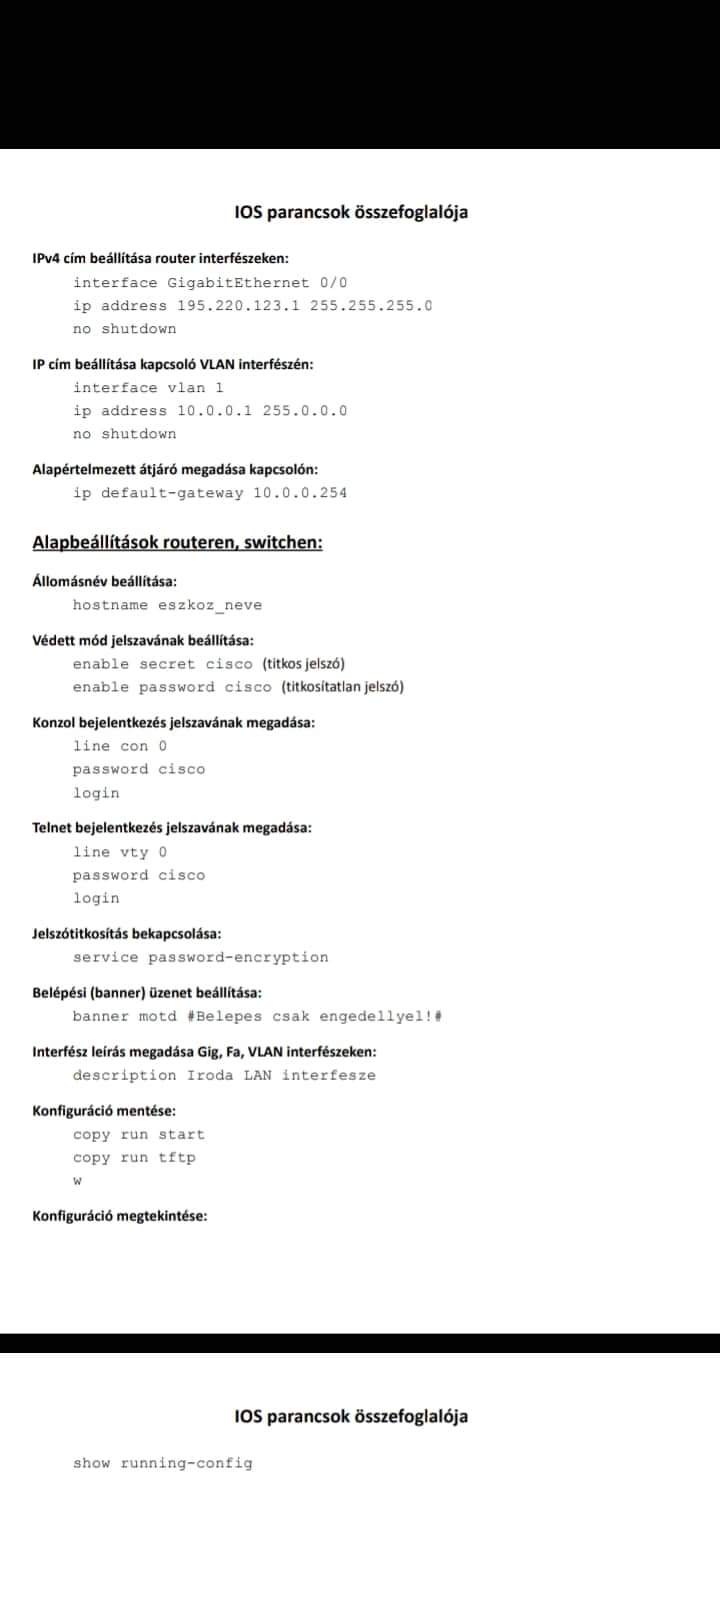 IOS parancsok összefoglalója
IPv4 cím beállítása router interfészeken:
interface GigabitEthernet 0/0
ip address 195.220.123.1 255.255.255.0
no shutdown
IP cím beállítása kapcsoló VLAN interfészén:
interface vlan 1
ip address 10.0.0.1 255.0.0.0
no shutdown
Alapértelmezett átjáró megadása kapcsolón:
ip default-gateway 10.0.0.254
Alapbeállítások routeren, switchen:
Állomásnév beállítása:
hostname eszkoz_neve
Védett mód jelszavának beállítása:
enable secret cisco (titkos jelszó)
enable password cisco (titkosítatlan jelszó)
Konzol bejelentkezés jelszavának megadása:
line con 0
password cisco
login
Telnet bejelentkezés jelszavának megadása:
line vty 0
password cisco
login
Jelszótitkosítás bekapcsolása:
service password-encryption
Belépési (banner) üzenet beállítása:
banner motd #Belepes csak engedellyel!#
Interfész leírás megadása Gig, Fa, VLAN interfészeken:
description Iroda LAN interfesze
Konfiguráció mentése:
copy run start
copy run tftp
w
Konfiguráció megtekintése:
IOS parancsok összefoglalója
show running-config